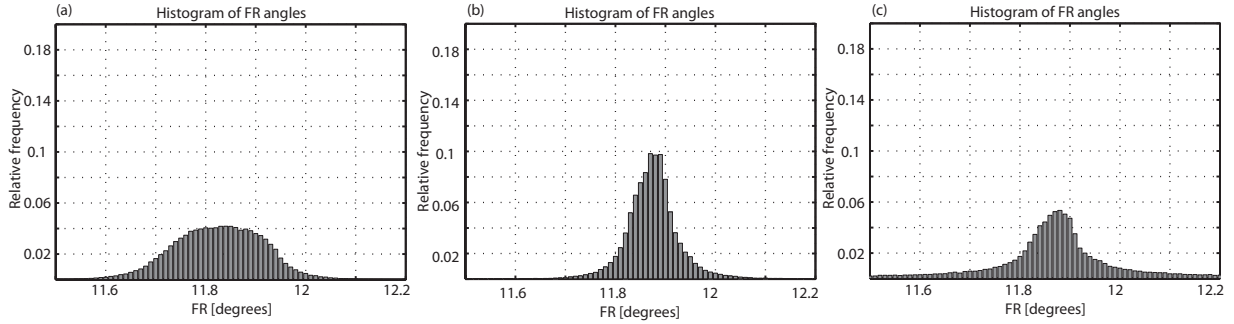 (a) Histogram of FR angles
0.18
0.14
0.1
0.06
0.02
Relative frequency
11.6 11.8 12 12.2
FR [degrees]
(b) Histogram of FR angles
0.18
0.14
0.1
0.06
0.02
Relative frequency
11.6 11.8 12 12.2
FR [degrees]
(c) Histogram of FR angles
0.18
0.14
0.1
0.06
0.02
Relative frequency
11.6 11.8 12 12.2
FR [degrees]